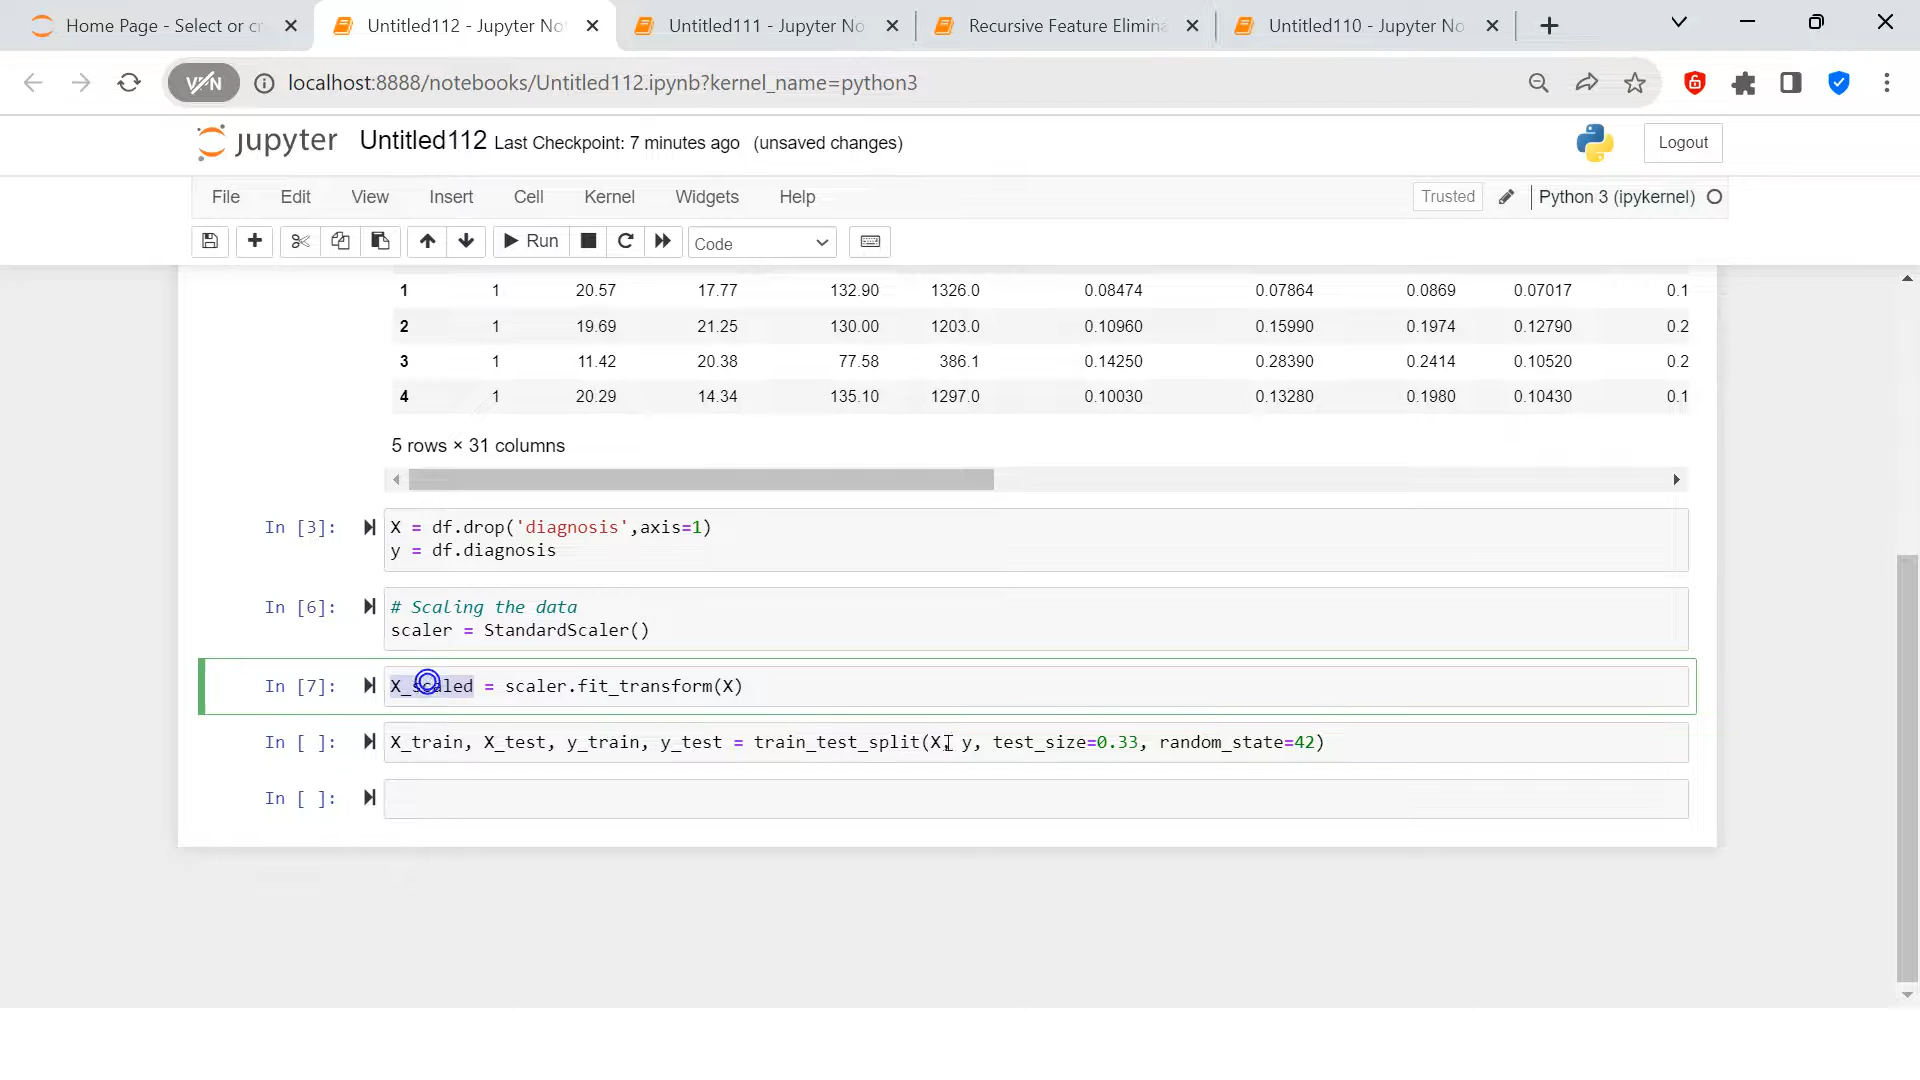 Home Page - Select or cr
Untitled112 - Jupyter No
Untitled111 - Jupyter No
Recursive Feature Elimina
Untitled110 - Jupyter No
VPN
localhost:8888/notebooks/Untitled112.ipynb?kernel_name=python3
jupyter Untitled112 Last Checkpoint: 7 minutes ago (unsaved changes)
Logout
File Edit View Insert Cell Kernel Widgets Help
Trusted
Python 3 (ipykernel)
Run
Code
1 1 20.57 17.77 132.90 1326.0 0.08474 0.07864 0.0869 0.07017 0.1
2 1 19.69 21.25 130.00 1203.0 0.10960 0.15990 0.1974 0.12790 0.2
3 1 11.42 20.38 77.58 386.1 0.14250 0.28390 0.2414 0.10520 0.2
4 1 20.29 14.34 135.10 1297.0 0.10030 0.13280 0.1980 0.10430 0.1
5 rows × 31 columns
In [3]: X = df.drop('diagnosis',axis=1)
y = df.diagnosis
In [6]: # Scaling the data
scaler = StandardScaler()
In [7]: X_scaled = scaler.fit_transform(X)
In [ ]: X_train, X_test, y_train, y_test = train_test_split(X, y, test_size=0.33, random_state=42)
In [ ]: